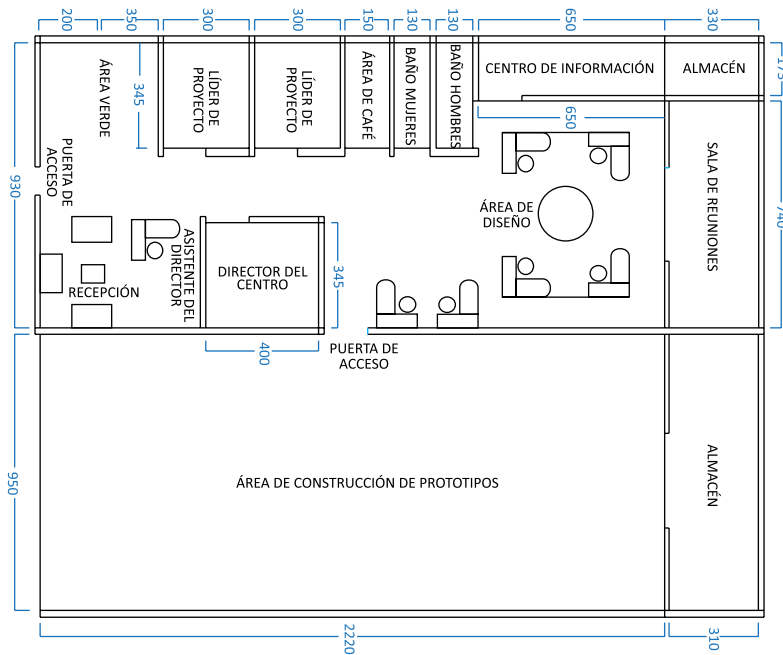 200
350
300
300
150
130
130
650
330
175
345
ÁREA VERDE
LÍDER DE
PROYECTO
LÍDER DE
PROYECTO
ÁREA DE CAFÉ
BAÑO MUJERES
BAÑO HOMBRES
CENTRO DE INFORMACIÓN
ALMACÉN
650
PUERTA DE
ACCESO
930
SALA DE REUNIONES
740
ÁREA DE
DISEÑO
ASISTENTE DEL
DIRECTOR
DIRECTOR DEL
CENTRO
345
RECEPCIÓN
400
PUERTA DE
ACCESO
950
ÁREA DE CONSTRUCCIÓN DE PROTOTIPOS
ALMACÉN
2220
310